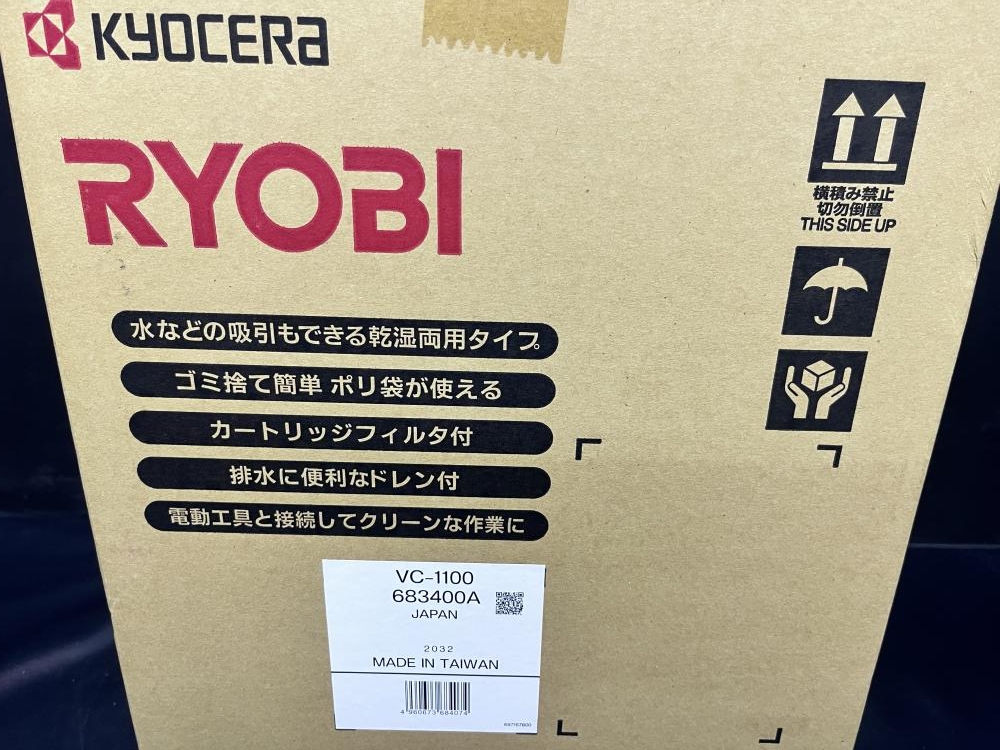 KYOCERA
RYOBI
横積み禁止
切勿倒置
THIS SIDE UP
水などの吸引もできる乾湿両用タイプ。
ゴミ捨て簡単 ポリ袋が使える
カートリッジフィルタ付
排水に便利なドレン付
電動工具と接続してクリーンな作業に
VC-1100
683400A
JAPAN
2032
MADE IN TAIWAN
4 960673 684074